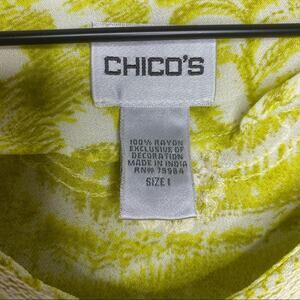 CHICO'S
100% RAYON
EXCLUSIVE OF
DECORATION
MADE IN INDIA
RN# 79984
SIZE 1